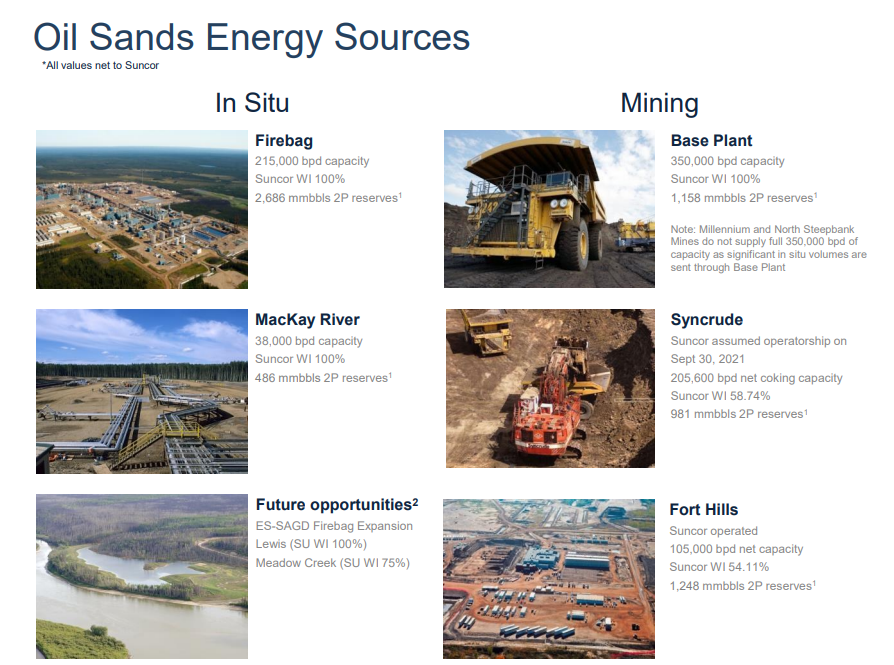 Oil Sands Energy Sources
*All values net to Suncor
In Situ
Firebag
215,000 bpd capacity
Suncor WI 100%
2,686 mmbbls 2P reserves¹
MacKay River
38,000 bpd capacity
Suncor WI 100%
486 mmbbls 2P reserves¹
Future opportunities²
ES-SAGD Firebag Expansion
Lewis (SU WI 100%)
Meadow Creek (SU WI 75%)
Mining
Base Plant
350,000 bpd capacity
Suncor WI 100%
1,158 mmbbls 2P reserves¹
Note: Millennium and North Steepbank
Mines do not supply full 350,000 bpd of
capacity as significant in situ volumes are
sent through Base Plant
Syncrude
Suncor assumed operatorship on
Sept 30, 2021
205,600 bpd net coking capacity
Suncor WI 58.74%
981 mmbbls 2P reserves¹
Fort Hills
Suncor operated
105,000 bpd net capacity
Suncor WI 54.11%
1,248 mmbbls 2P reserves¹